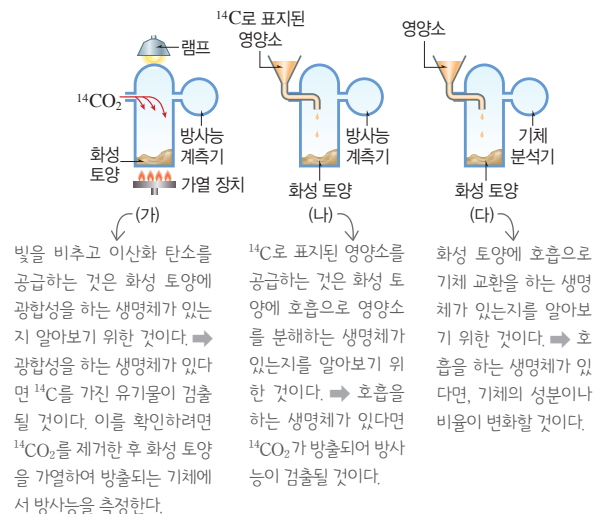 램프
¹⁴CO₂
방사능
계측기
화성
토양
가열 장치
(가)
¹⁴C로 표지된
영양소
방사능
계측기
화성 토양
(나)
영양소
기체
분석기
화성 토양
(다)
빛을 비추고 이산화 탄소를
공급하는 것은 화성 토양에
광합성을 하는 생명체가 있는
지 알아보기 위한 것이다. ➡
광합성을 하는 생명체가 있다
면 ¹⁴C를 가진 유기물이 검출
될 것이다. 이를 확인하려면
¹⁴CO₂를 제거한 후 화성 토양
을 가열하여 방출되는 기체에
서 방사능을 측정한다.
¹⁴C로 표지된 영양소를
공급하는 것은 화성 토
양에 호흡으로 영양소
를 분해하는 생명체가
있는지를 알아보기 위
한 것이다. ➡ 호흡을
하는 생명체가 있다면
¹⁴CO₂가 방출되어 방사
능이 검출될 것이다.
화성 토양에 호흡으로
기체 교환을 하는 생명
체가 있는지를 알아보
기 위한 것이다. ➡ 호
흡을 하는 생명체가 있
다면, 기체의 성분이나
비율이 변화할 것이다.